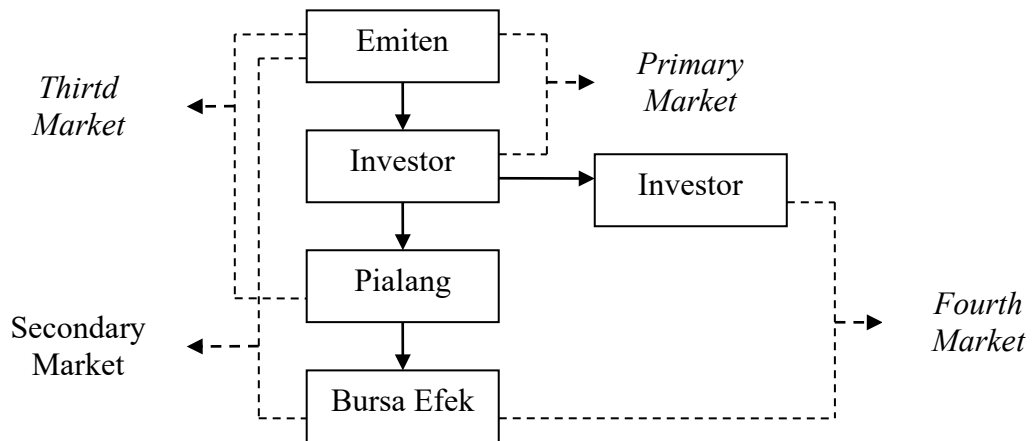 Emiten
Thirtd
Market
Primary
Market
Investor
Investor
Pialang
Secondary
Market
Fourth
Market
Bursa Efek